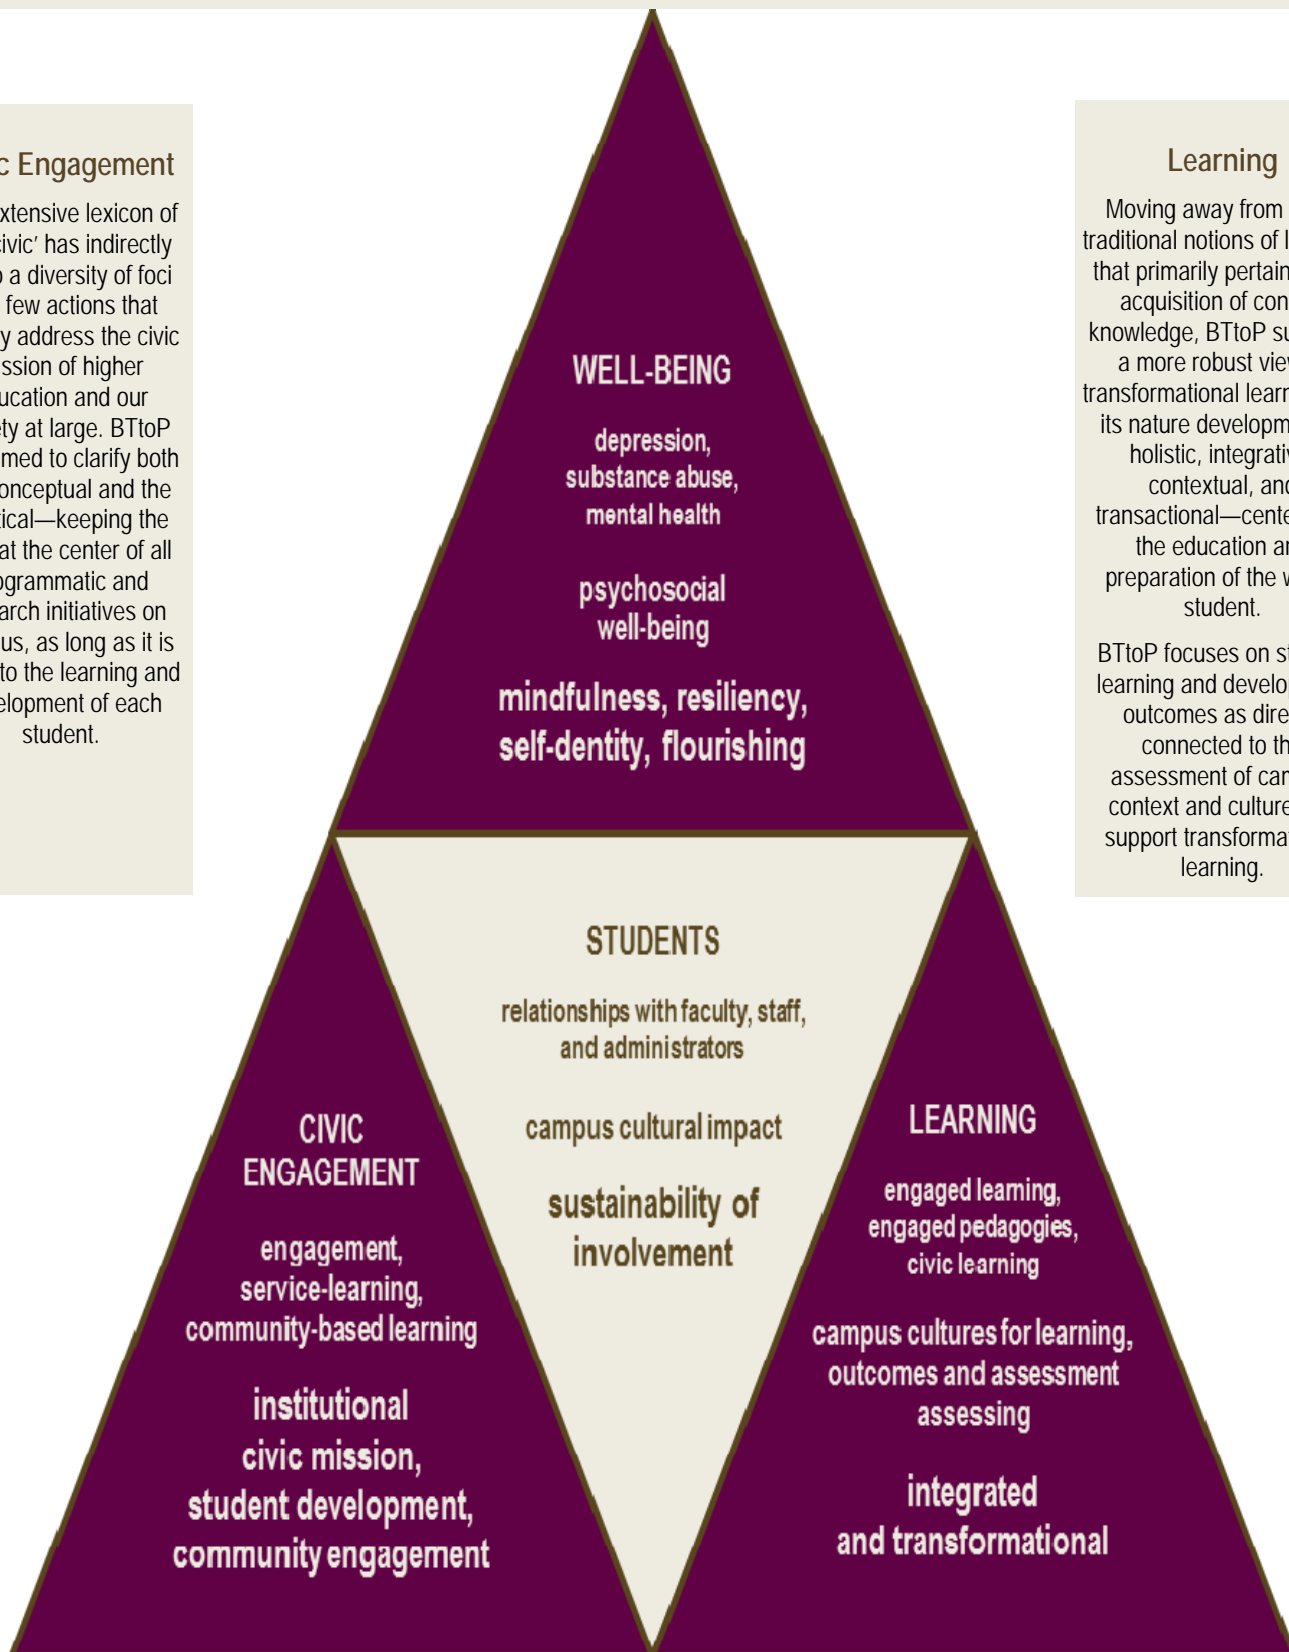 c Engagement
xtensive lexicon of
civic’ has indirectly
o a diversity of foci
few actions that
y address the civic
ssion of higher
ucation and our
ety at large. BTtoP
med to clarify both
onceptual and the
tical—keeping the
at the center of all
ogrammatic and
arch initiatives on
us, as long as it is
to the learning and
elopment of each
student.
WELL-BEING
depression,
substance abuse,
mental health
psychosocial
well-being
mindfulness, resiliency,
self-dentity, flourishing
Learning
Moving away from
traditional notions of l
that primarily pertain
acquisition of con
knowledge, BTtoP su
a more robust vie
transformational learn
its nature developm
holistic, integrativ
contextual, and
transactional—cente
the education an
preparation of the w
student.
BTtoP focuses on st
learning and develop
outcomes as dire
connected to th
assessment of cam
context and culture
support transformat
learning.
STUDENTS
relationships with faculty, staff,
and administrators
campus cultural impact
sustainability of
involvement
CIVIC
ENGAGEMENT
engagement,
service-learning,
community-based learning
institutional
civic mission,
student development,
community engagement
LEARNING
engaged learning,
engaged pedagogies,
civic learning
campus cultures for learning,
outcomes and assessment
assessing
integrated
and transformational